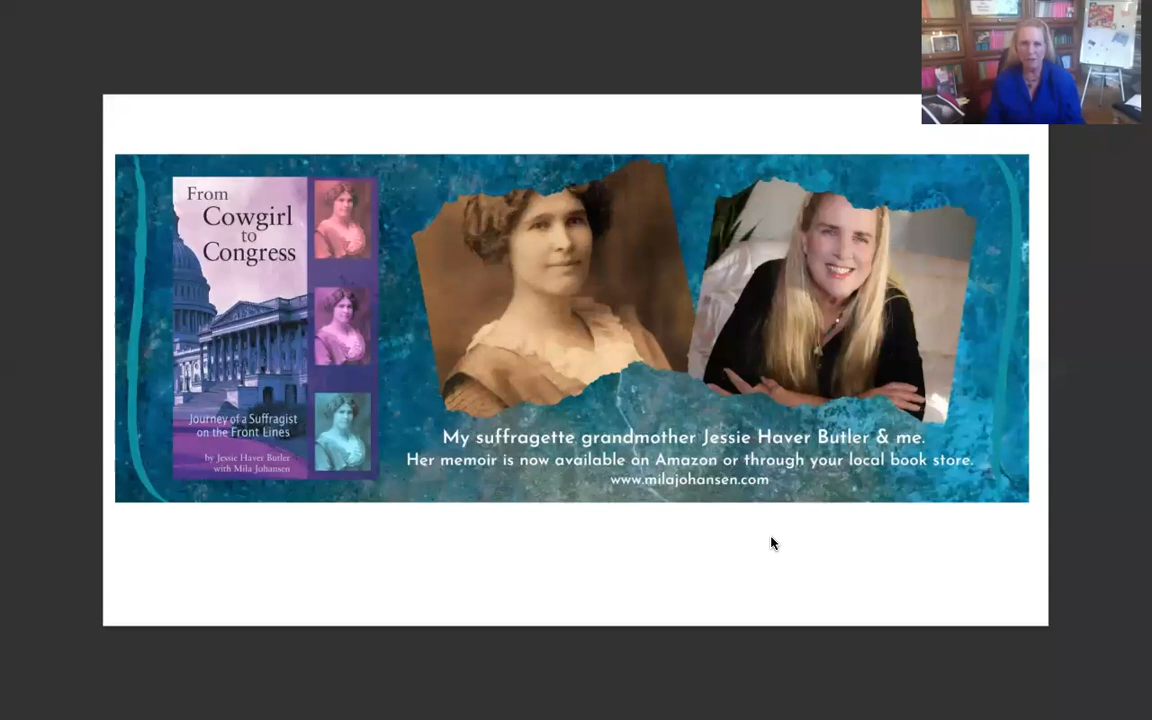 From
Cowgirl
to
Congress
Journey of a Suffragist
on the Front Lines
by Jessie Haver Butler
with Mila Johansen
My suffragette grandmother Jessie Haver Butler & me.
Her memoir is now available on Amazon or through your local book store.
www.milajohansen.com